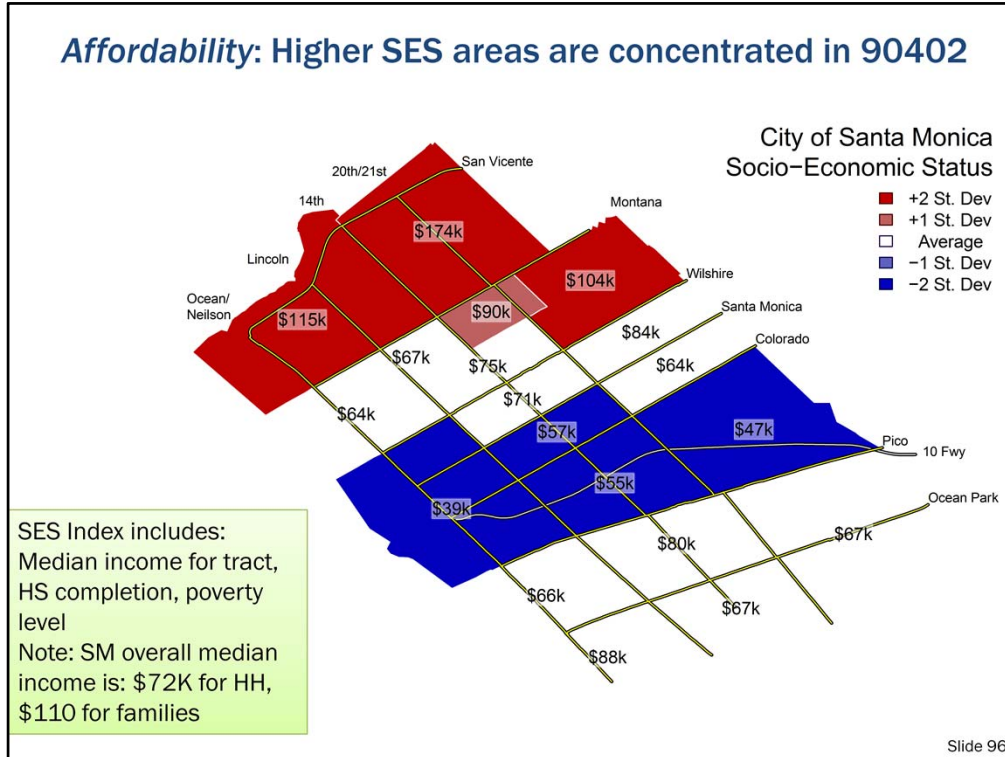 Affordability: Higher SES areas are concentrated in 90402
City of Santa Monica
Socio−Economic Status
+2 St. Dev
+1 St. Dev
Average
−1 St. Dev
−2 St. Dev
20th/21st
San Vicente
14th
Montana
$174k
Lincoln
$104k
Wilshire
Ocean/
Neilson
$90k
Santa Monica
$115k
$84k
Colorado
$67k
$75k
$64k
$71k
$64k
$57k
$47k
Pico
10 Fwy
$55k
Ocean Park
$39k
$80k
$67k
$66k
$67k
$88k
SES Index includes:
Median income for tract,
HS completion, poverty
level
Note: SM overall median
income is: $72K for HH,
$110 for families
Slide 96